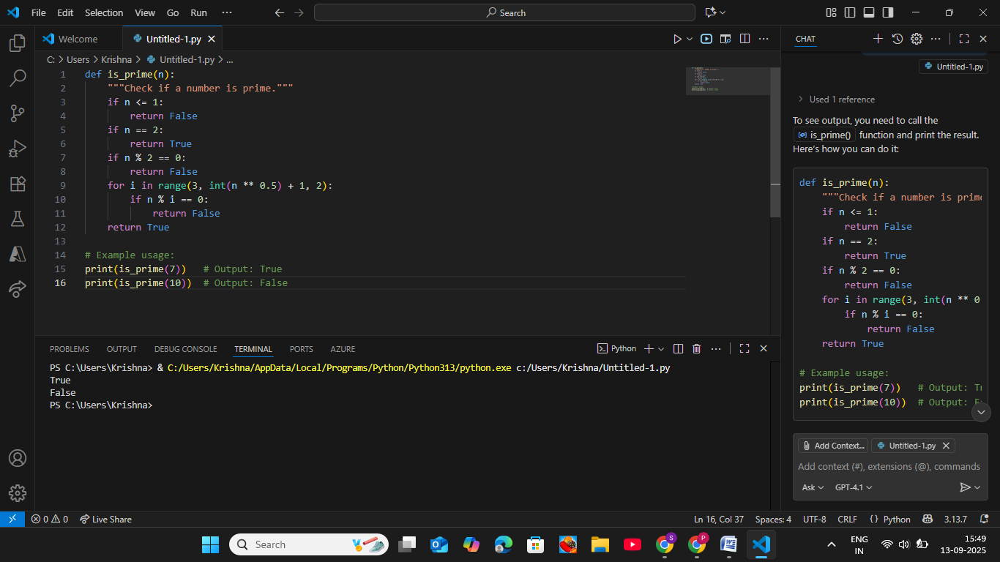 File Edit Selection View Go Run ··· Search
Welcome Untitled-1.py
C: > Users > Krishna > Untitled-1.py > ...
1 def is_prime(n):
2 """Check if a number is prime."""
3 if n <= 1:
4 return False
5 if n == 2:
6 return True
7 if n % 2 == 0:
8 return False
9 for i in range(3, int(n ** 0.5) + 1, 2):
10 if n % i == 0:
11 return False
12 return True
13
14 # Example usage:
15 print(is_prime(7)) # Output: True
16 print(is_prime(10)) # Output: False
PROBLEMS OUTPUT DEBUG CONSOLE TERMINAL PORTS AZURE Python
PS C:\Users\Krishna> & C:/Users/Krishna/AppData/Local/Programs/Python/Python313/python.exe c:/Users/Krishna/Untitled-1.py
True
False
PS C:\Users\Krishna>
CHAT
Untitled-1.py
> Used 1 reference
To see output, you need to call the
is_prime() function and print the result.
Here's how you can do it:
def is_prime(n):
"""Check if a number is prime
if n <= 1:
return False
if n == 2:
return True
if n % 2 == 0:
return False
for i in range(3, int(n ** 0
if n % i == 0:
return False
return True
# Example usage:
print(is_prime(7)) # Output: Tr
print(is_prime(10)) # Output: F
Add Context... Untitled-1.py
Add context (#), extensions (@), commands
Ask GPT-4.1
0 0 Live Share Ln 16, Col 37 Spaces: 4 UTF-8 CRLF {} Python 3.13.7
Search S P W ENG 15:49
IN 13-09-2025